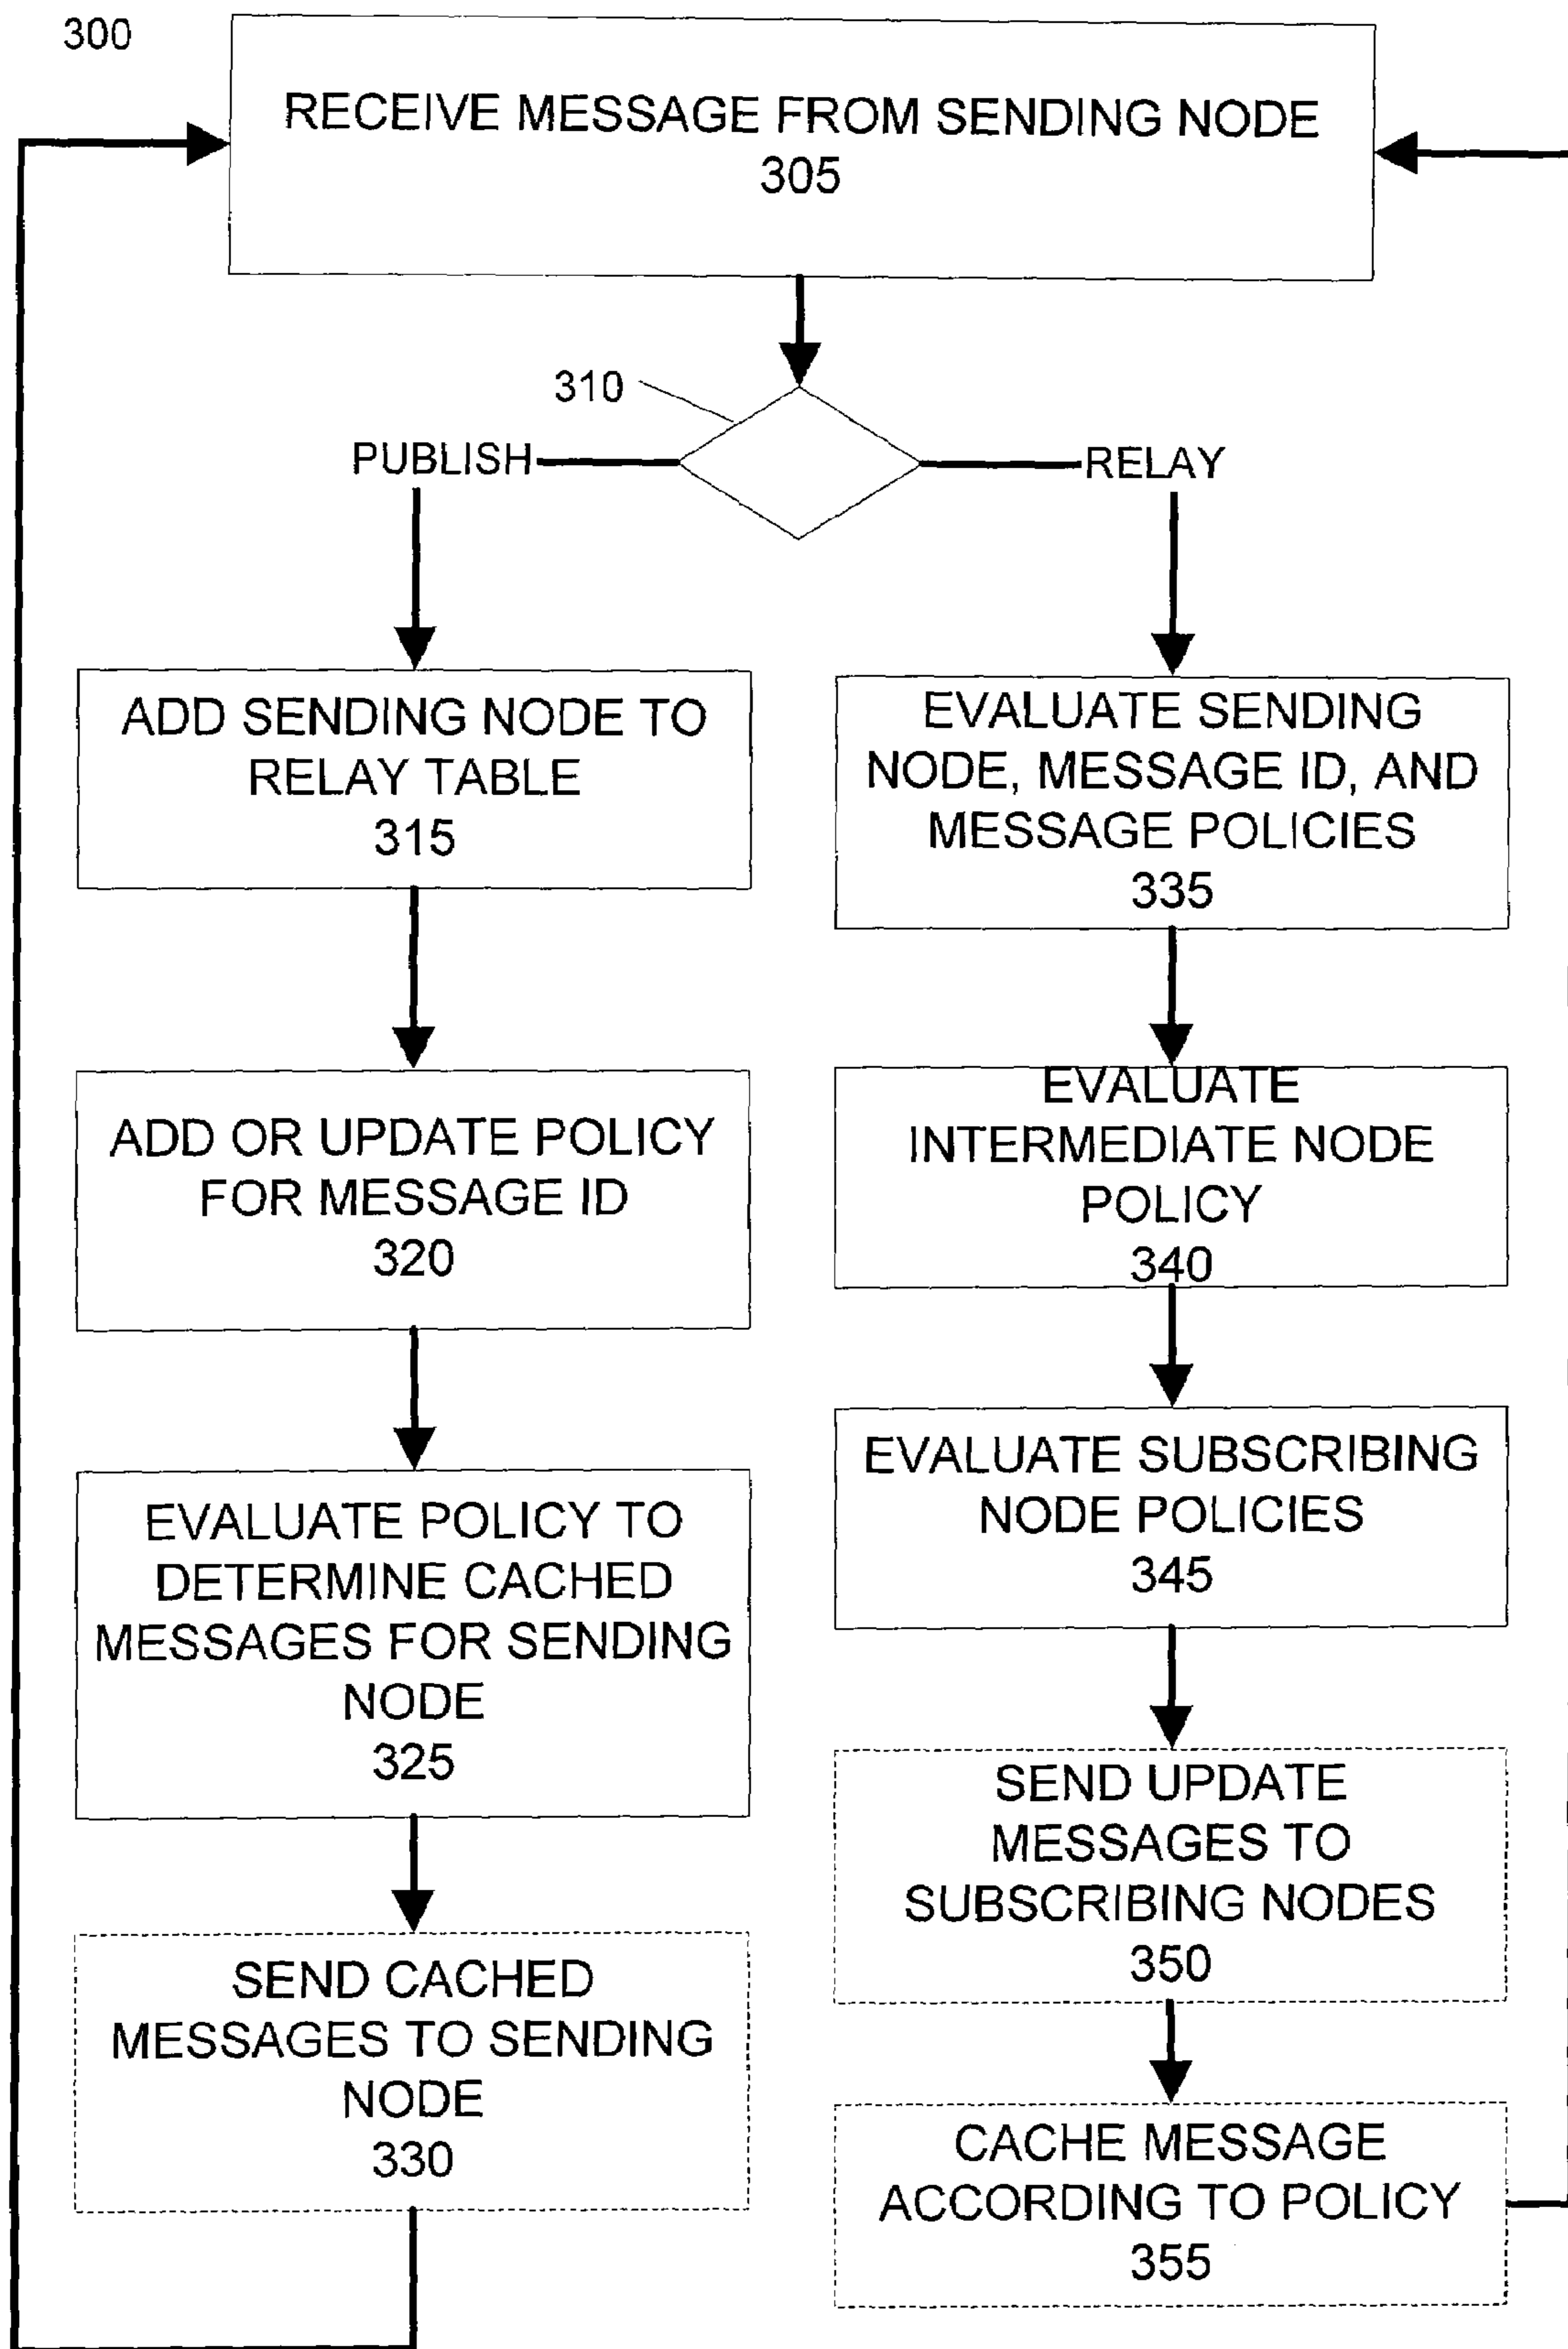 300
RECEIVE MESSAGE FROM SENDING NODE
305
310
PUBLISH
RELAY
ADD SENDING NODE TO
RELAY TABLE
315
ADD OR UPDATE POLICY
FOR MESSAGE ID
320
EVALUATE POLICY TO
DETERMINE CACHED
MESSAGES FOR SENDING
NODE
325
SEND CACHED
MESSAGES TO SENDING
NODE
330
EVALUATE SENDING
NODE, MESSAGE ID, AND
MESSAGE POLICIES
335
EVALUATE
INTERMEDIATE NODE
POLICY
340
EVALUATE SUBSCRIBING
NODE POLICIES
345
SEND UPDATE
MESSAGES TO
SUBSCRIBING NODES
350
CACHE MESSAGE
ACCORDING TO POLICY
355